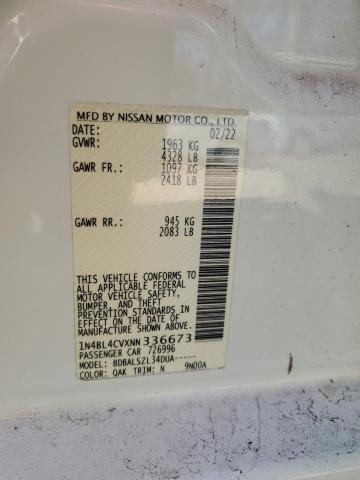 MFD BY NISSAN MOTOR CO., LTD.
DATE: 02/22
GVWR: 1963 KG
4328 LB
GAWR FR.: 1097 KG
2418 LB
GAWR RR.: 945 KG
2083 LB
THIS VEHICLE CONFORMS TO
ALL APPLICABLE FEDERAL
MOTOR VEHICLE SAFETY,
BUMPER, AND THEFT
PREVENTION STANDARDS IN
EFFECT ON THE DATE OF
MANUFACTURE SHOWN ABOVE.
1N4BL4CVXNN 336673
PASSENGER CAR 726996
MODEL: BDBALSZL34DUA-----
COLOR: QAK TRIM: N 9N00A